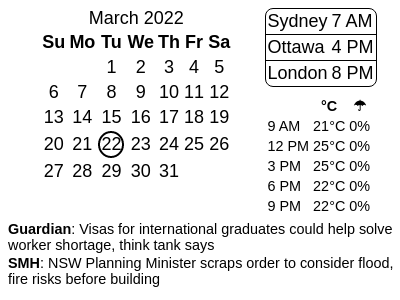 March 2022
Su Mo Tu We Th Fr Sa
1 2 3 4 5
6 7 8 9 10 11 12
13 14 15 16 17 18 19
20 21 22 23 24 25 26
27 28 29 30 31
Sydney 7 AM
Ottawa 4 PM
London 8 PM
°C ☂
9 AM 21°C 0%
12 PM 25°C 0%
3 PM 25°C 0%
6 PM 22°C 0%
9 PM 22°C 0%
Guardian: Visas for international graduates could help solve
worker shortage, think tank says
SMH: NSW Planning Minister scraps order to consider flood,
fire risks before building